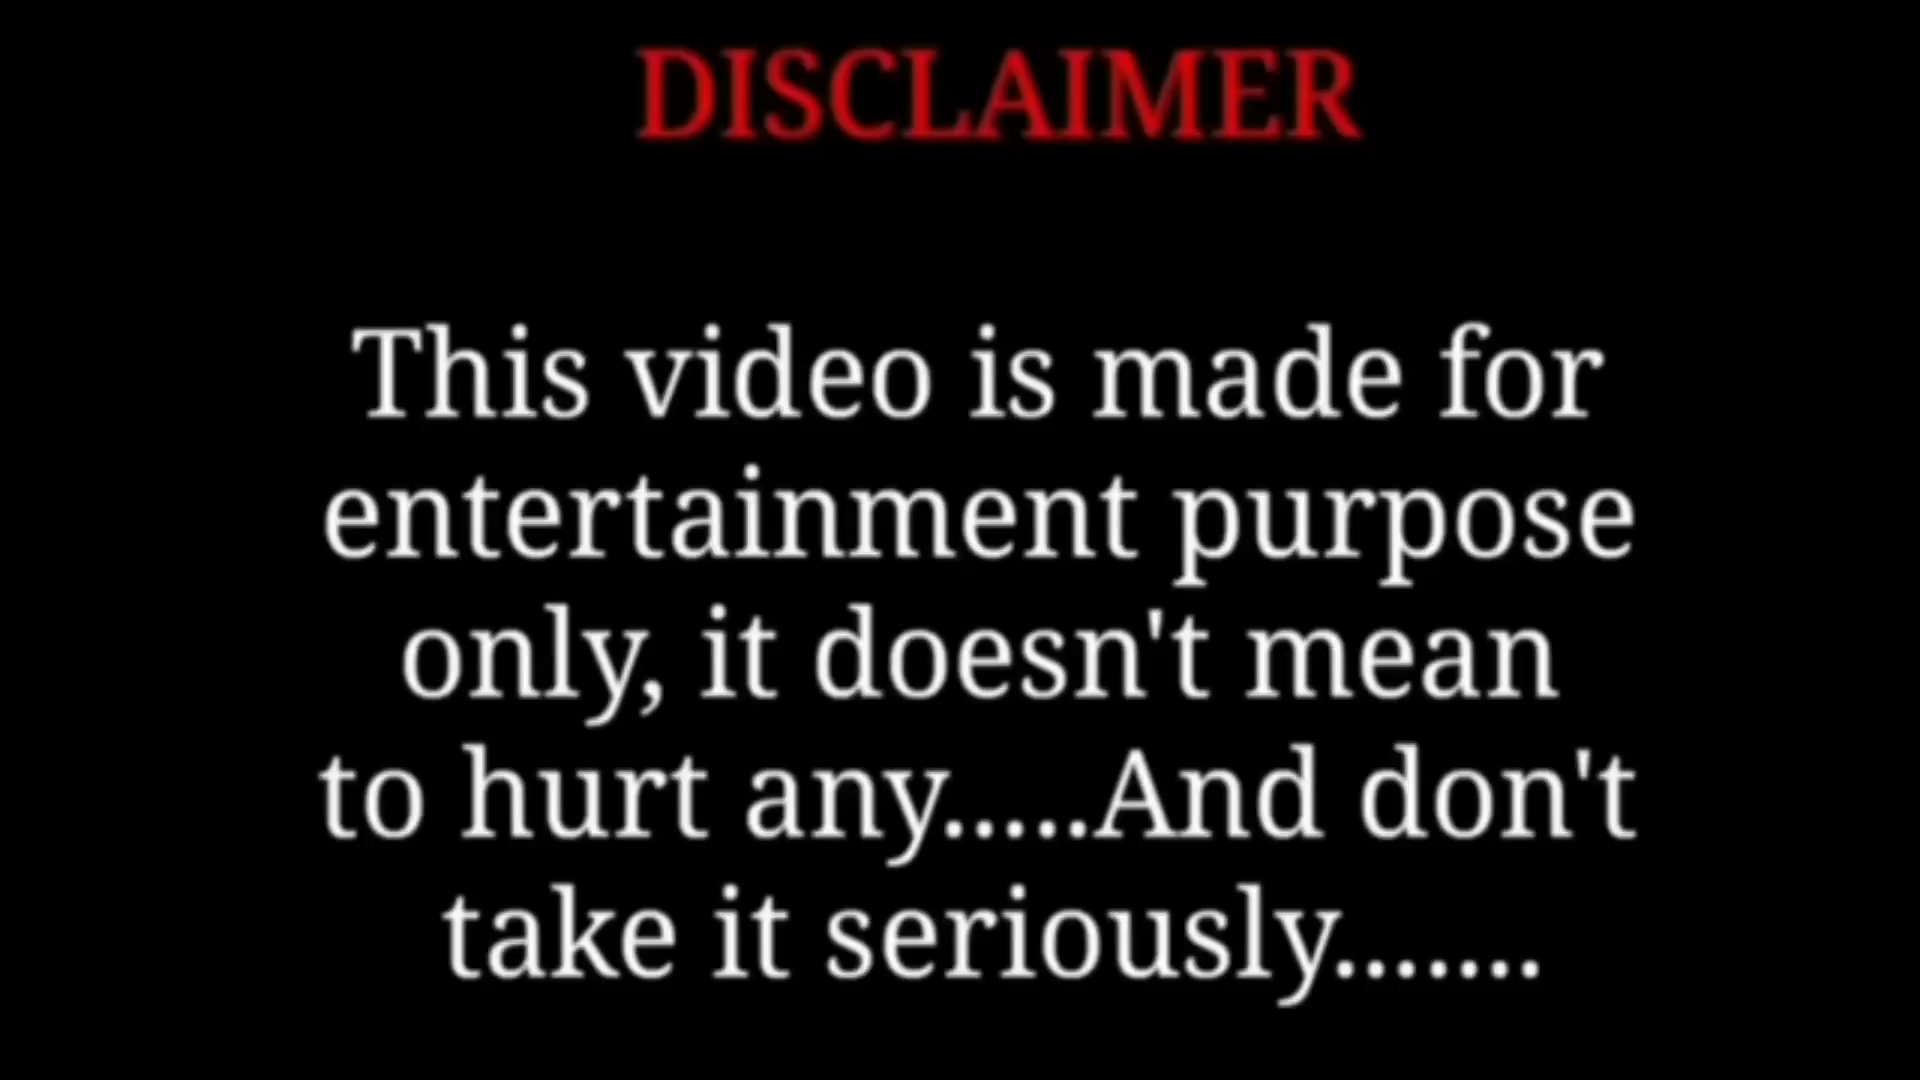 DISCLAIMER
This video is made for
entertainment purpose
only, it doesn't mean
to hurt any.....And don't
take it seriously.......